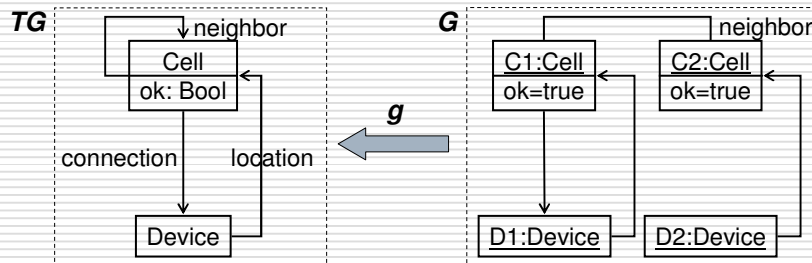 TG
neighbor
Cell
ok: Bool
connection
location
Device
g
G
neighbor
C1:Cell
ok=true
C2:Cell
ok=true
D1:Device
D2:Device